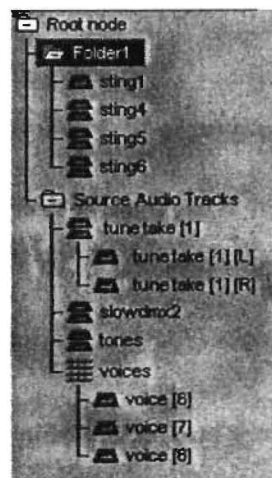 Root node
Folder1
sting1
sting4
sting5
sting6
Source Audio Tracks
tune take [1]
tune take [1] [L]
tune take [1] [R]
slowdmx2
tones
voices
voice [6]
voice [7]
voice [8]